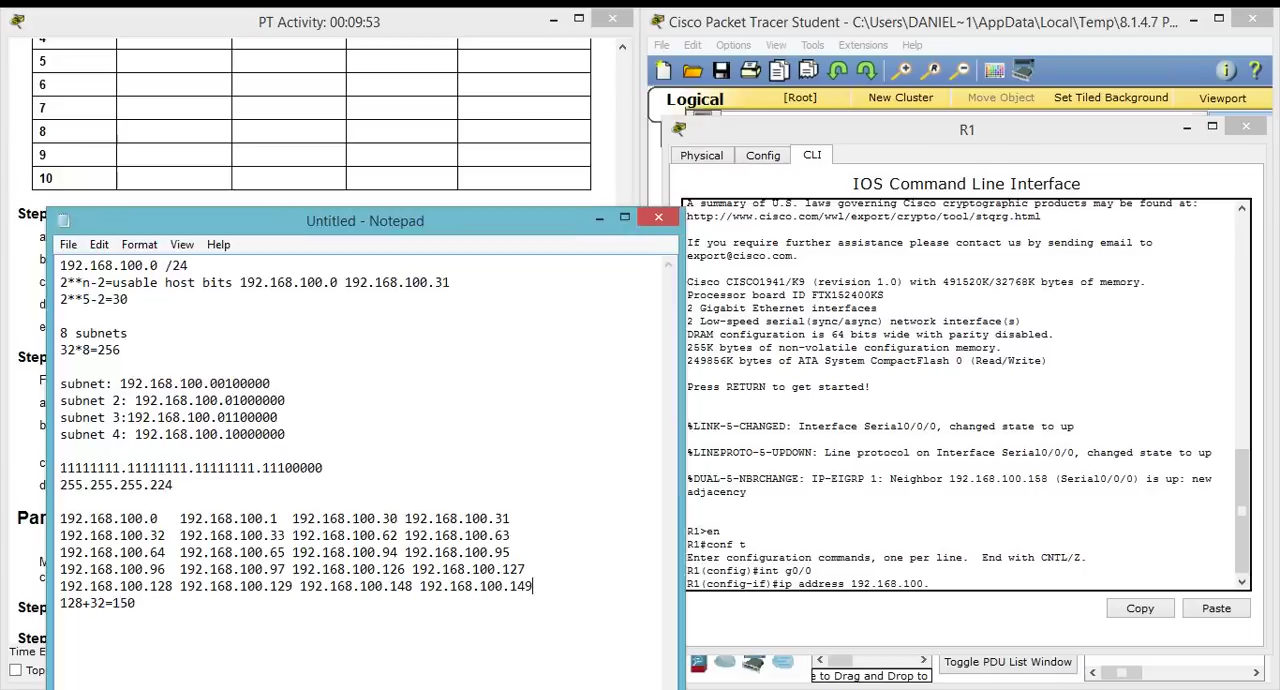 PT Activity: 00:09:53
4
5
6
7
8
9
10
Step
a
b
c
d
e
Step
F
a
b
c
d
Par
M
c
Step
Step
Time E
Top
Untitled - Notepad
File Edit Format View Help
192.168.100.0 /24
2**n-2=usable host bits 192.168.100.0 192.168.100.31
2**5-2=30
8 subnets
32*8=256
subnet: 192.168.100.00100000
subnet 2: 192.168.100.01000000
subnet 3:192.168.100.01100000
subnet 4: 192.168.100.10000000
11111111.11111111.11111111.11100000
255.255.255.224
192.168.100.0 192.168.100.1 192.168.100.30 192.168.100.31
192.168.100.32 192.168.100.33 192.168.100.62 192.168.100.63
192.168.100.64 192.168.100.65 192.168.100.94 192.168.100.95
192.168.100.96 192.168.100.97 192.168.100.126 192.168.100.127
192.168.100.128 192.168.100.129 192.168.100.148 192.168.100.149
128+32=150
Cisco Packet Tracer Student - C:\Users\DANIEL~1\AppData\Local\Temp\8.1.4.7 P...
File Edit Options View Tools Extensions Help
Logical [Root] New Cluster Move Object Set Tiled Background Viewport
R1
Physical Config CLI
IOS Command Line Interface
A summary of U.S. laws governing Cisco cryptographic products may be found at:
http://www.cisco.com/wwl/export/crypto/tool/stqrg.html
If you require further assistance please contact us by sending email to
export@cisco.com.
Cisco CISCO1941/K9 (revision 1.0) with 491520K/32768K bytes of memory.
Processor board ID FTX152400KS
2 Gigabit Ethernet interfaces
2 Low-speed serial(sync/async) network interface(s)
DRAM configuration is 64 bits wide with parity disabled.
255K bytes of non-volatile configuration memory.
249856K bytes of ATA System CompactFlash 0 (Read/Write)
Press RETURN to get started!
%LINK-5-CHANGED: Interface Serial0/0/0, changed state to up
%LINEPROTO-5-UPDOWN: Line protocol on Interface Serial0/0/0, changed state to up
%DUAL-5-NBRCHANGE: IP-EIGRP 1: Neighbor 192.168.100.158 (Serial0/0/0) is up: new
adjacency
R1>en
R1#conf t
Enter configuration commands, one per line. End with CNTL/Z.
R1(config)#int g0/0
R1(config-if)#ip address 192.168.100.
Copy Paste
Toggle PDU List Window
e to Drag and Drop to